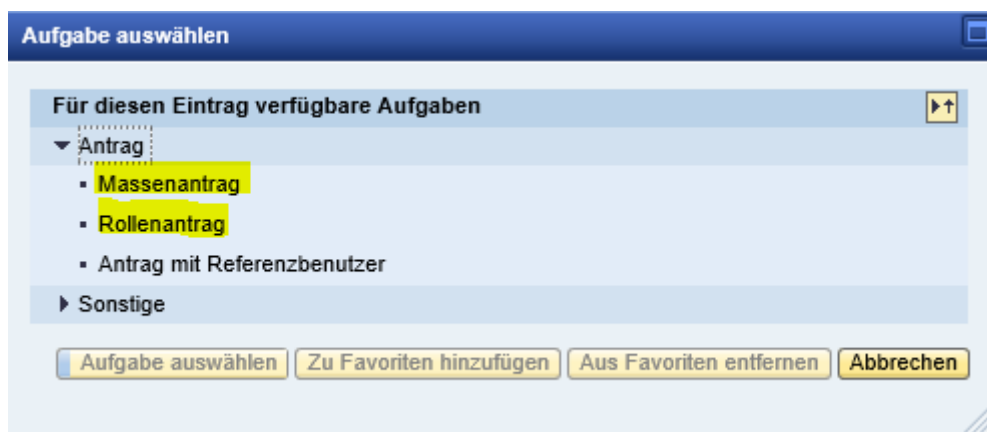 Aufgabe auswählen
Für diesen Eintrag verfügbare Aufgaben
Antrag
Massenantrag
Rollenantrag
Antrag mit Referenzbenutzer
Sonstige
Aufgabe auswählen Zu Favoriten hinzufügen Aus Favoriten entfernen Abbrechen